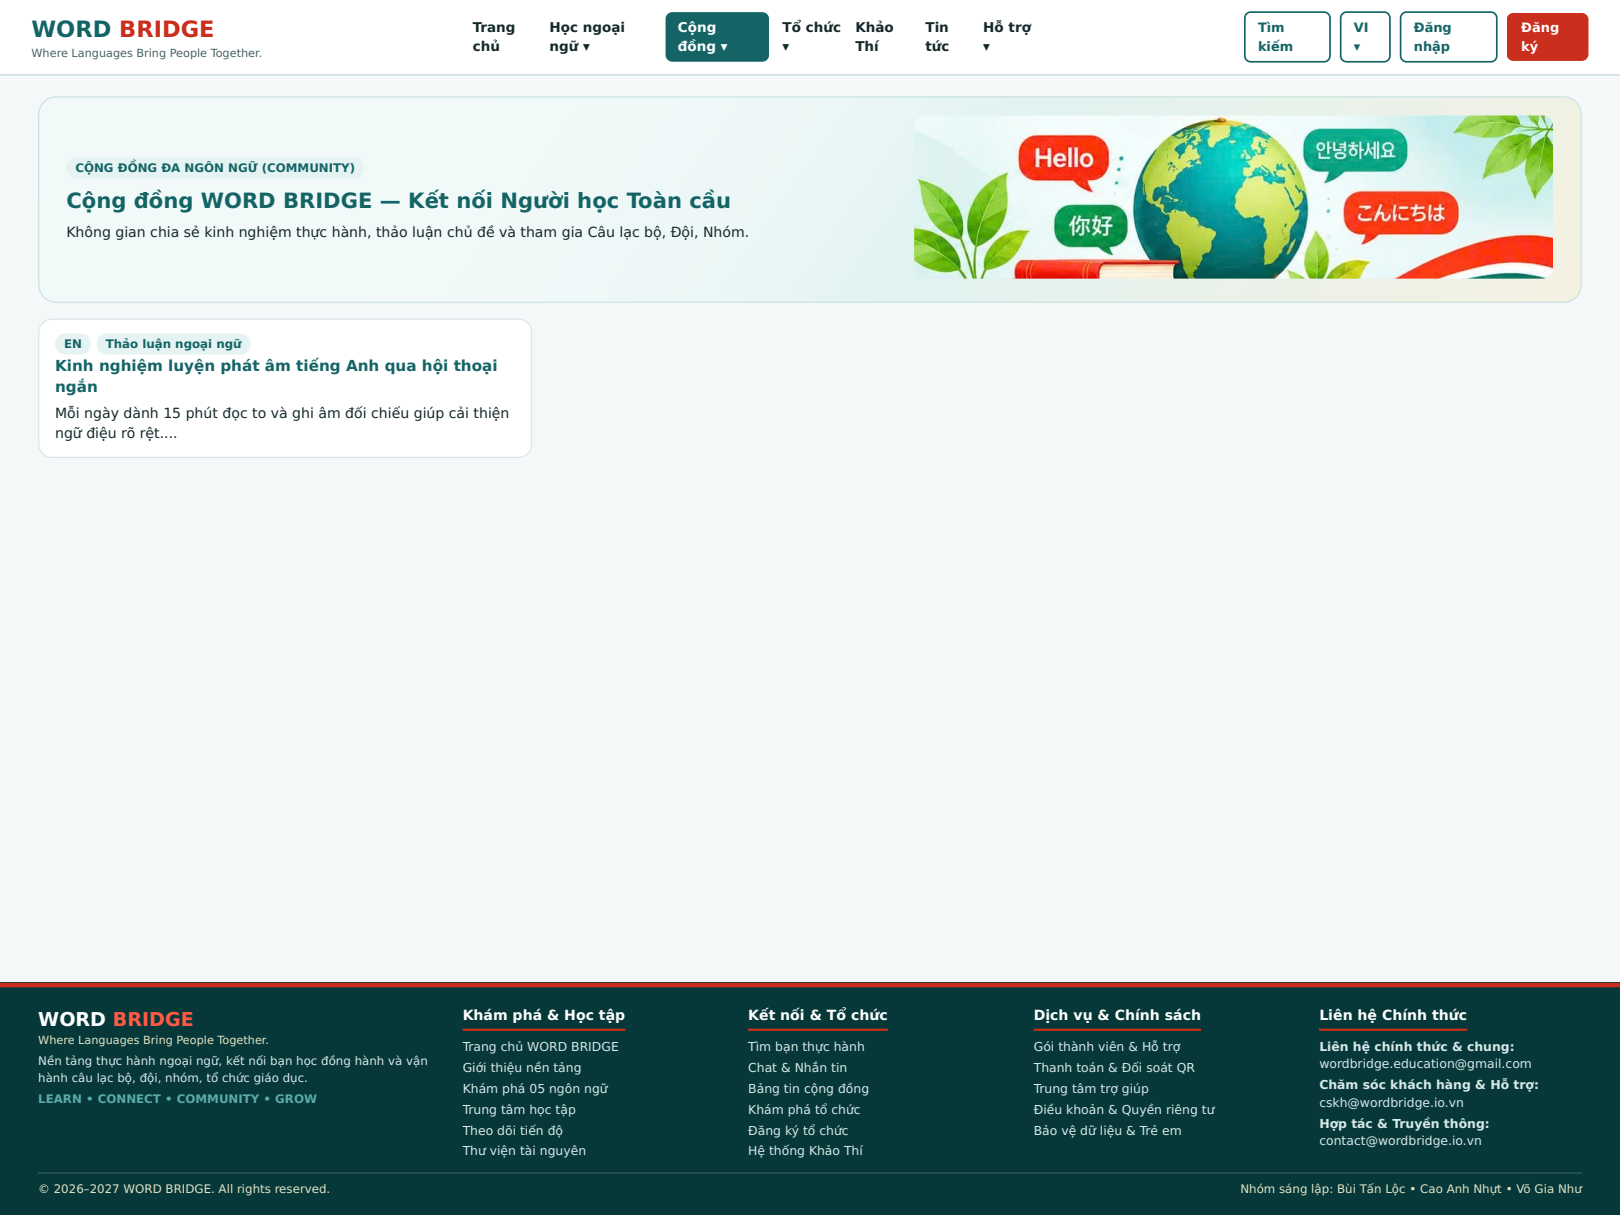 WORD BRIDGE
Where Languages Bring People Together.
Trang chủ
Học ngoại ngữ ▾
Cộng đồng ▾
Tổ chức ▾
Khảo Thí
Tin tức
Hỗ trợ ▾
Tìm kiếm
VI ▾
Đăng nhập
Đăng ký
CỘNG ĐỒNG ĐA NGÔN NGỮ (COMMUNITY)
Cộng đồng WORD BRIDGE — Kết nối Người học Toàn cầu
Không gian chia sẻ kinh nghiệm thực hành, thảo luận chủ đề và tham gia Câu lạc bộ, Đội, Nhóm.
Hello
안녕하세요
你好
こんにちは
EN
Thảo luận ngoại ngữ
Kinh nghiệm luyện phát âm tiếng Anh qua hội thoại
ngắn
Mỗi ngày dành 15 phút đọc to và ghi âm đối chiếu giúp cải thiện
ngữ điệu rõ rệt....
WORD BRIDGE
Where Languages Bring People Together.
Nền tảng thực hành ngoại ngữ, kết nối bạn học đồng hành và vận
hành câu lạc bộ, đội, nhóm, tổ chức giáo dục.
LEARN • CONNECT • COMMUNITY • GROW
Khám phá & Học tập
Trang chủ WORD BRIDGE
Giới thiệu nền tảng
Khám phá 05 ngôn ngữ
Trung tâm học tập
Theo dõi tiến độ
Thư viện tài nguyên
Kết nối & Tổ chức
Tìm bạn thực hành
Chat & Nhắn tin
Bảng tin cộng đồng
Khám phá tổ chức
Đăng ký tổ chức
Hệ thống Khảo Thí
Dịch vụ & Chính sách
Gói thành viên & Hỗ trợ
Thanh toán & Đối soát QR
Trung tâm trợ giúp
Điều khoản & Quyền riêng tư
Bảo vệ dữ liệu & Trẻ em
Liên hệ Chính thức
Liên hệ chính thức & chung:
wordbridge.education@gmail.com
Chăm sóc khách hàng & Hỗ trợ:
cskh@wordbridge.io.vn
Hợp tác & Truyền thông:
contact@wordbridge.io.vn
© 2026–2027 WORD BRIDGE. All rights reserved.
Nhóm sáng lập: Bùi Tấn Lộc • Cao Anh Nhựt • Võ Gia Như